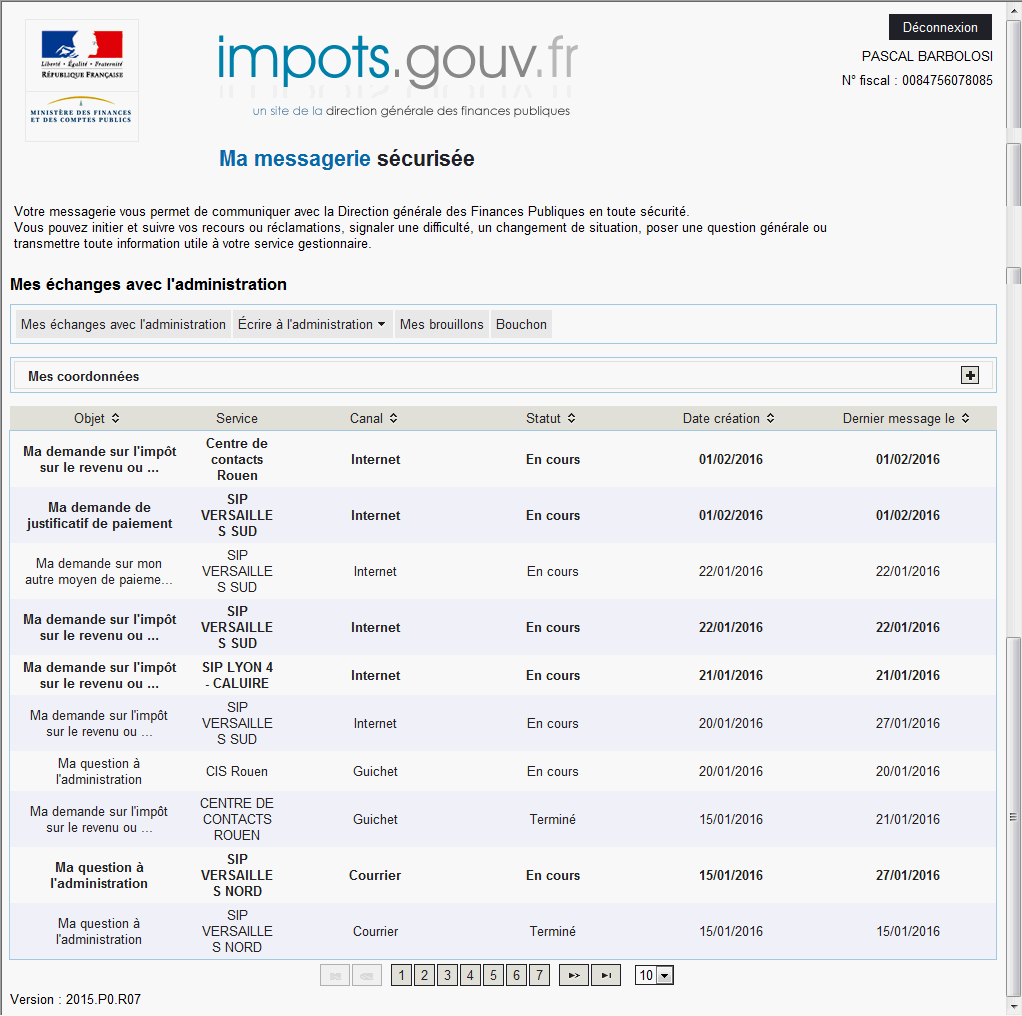 Liberté • Égalité • Fraternité
RÉPUBLIQUE FRANÇAISE
MINISTÈRE DES FINANCES
ET DES COMPTES PUBLICS
impots.gouv.fr
un site de la direction générale des finances publiques
Déconnexion
PASCAL BARBOLOSI
N° fiscal : 0084756078085
Ma messagerie sécurisée
Votre messagerie vous permet de communiquer avec la Direction générale des Finances Publiques en toute sécurité.
Vous pouvez initier et suivre vos recours ou réclamations, signaler une difficulté, un changement de situation, poser une question générale ou
transmettre toute information utile à votre service gestionnaire.
Mes échanges avec l'administration
Mes échanges avec l'administration Écrire à l'administration Mes brouillons Bouchon
Mes coordonnées
Objet Service Canal Statut Date création Dernier message le
Ma demande sur l'impôt
sur le revenu ou ...
Centre de
contacts
Rouen
Internet En cours 01/02/2016 01/02/2016
Ma demande de
justificatif de paiement
SIP
VERSAILLE
S SUD
Internet En cours 01/02/2016 01/02/2016
Ma demande sur mon
autre moyen de paieme...
SIP
VERSAILLE
S SUD
Internet En cours 22/01/2016 22/01/2016
Ma demande sur l'impôt
sur le revenu ou ...
SIP
VERSAILLE
S SUD
Internet En cours 22/01/2016 22/01/2016
Ma demande sur l'impôt
sur le revenu ou ...
SIP LYON 4
- CALUIRE
Internet En cours 21/01/2016 21/01/2016
Ma demande sur l'impôt
sur le revenu ou ...
SIP
VERSAILLE
S SUD
Internet En cours 20/01/2016 27/01/2016
Ma question à
l'administration
CIS Rouen
Guichet En cours 20/01/2016 20/01/2016
Ma demande sur l'impôt
sur le revenu ou ...
CENTRE DE
CONTACTS
ROUEN
Guichet Terminé 15/01/2016 21/01/2016
Ma question à
l'administration
SIP
VERSAILLE
S NORD
Courrier En cours 15/01/2016 27/01/2016
Ma question à
l'administration
SIP
VERSAILLE
S NORD
Courrier Terminé 15/01/2016 15/01/2016
1 2 3 4 5 6 7 10
Version : 2015.P0.R07